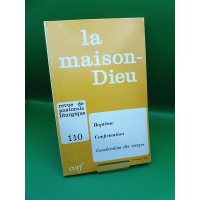 la
maison-
Dieu
revue de
pastorale
liturgique
110
Baptême
Confirmation
Consécration des vierges
cerf